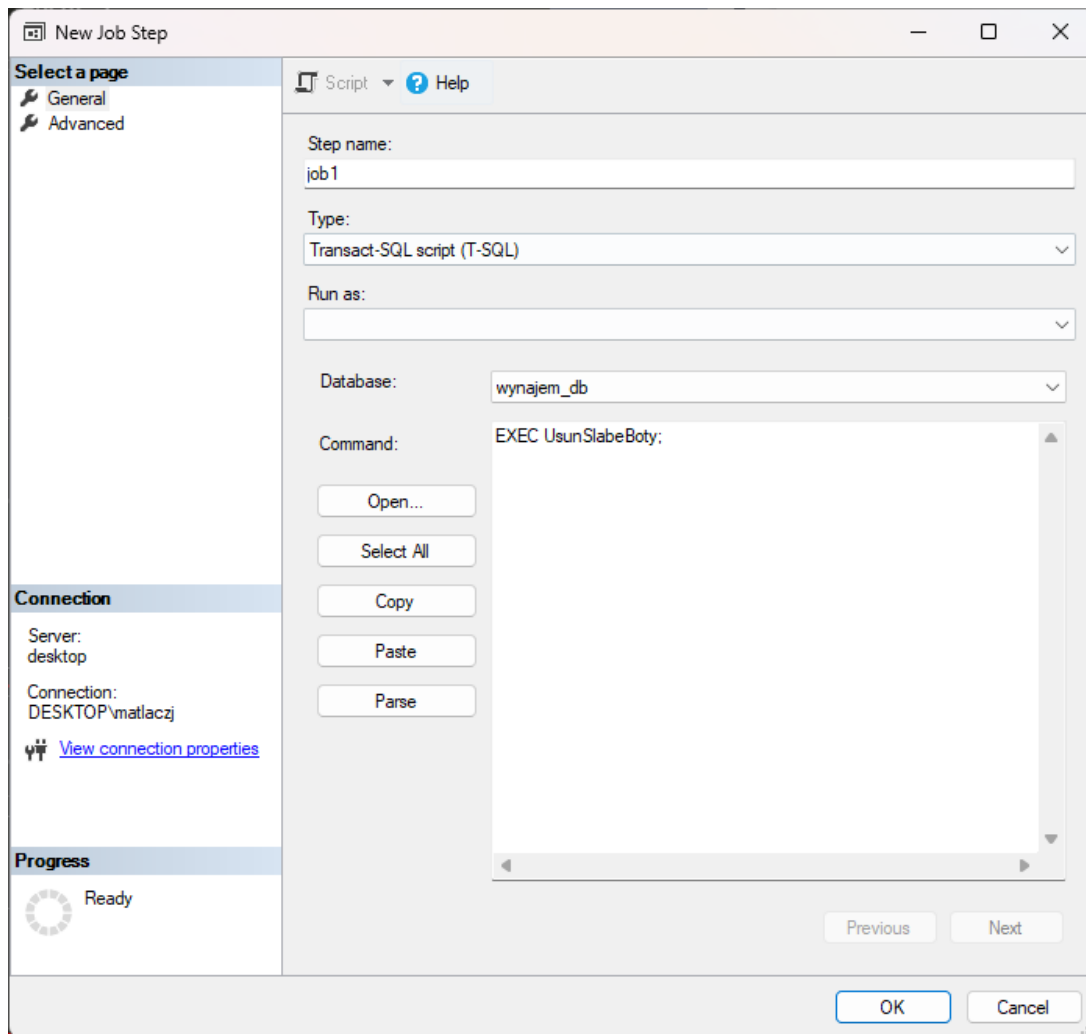 New Job Step
Select a page
General
Advanced
Script
Help
Step name:
job1
Type:
Transact-SQL script (T-SQL)
Run as:
Database:
wynajem_db
Command:
EXEC UsunSlabeBoty;
Open...
Select All
Copy
Paste
Parse
Connection
Server:
desktop
Connection:
DESKTOP\matlaczj
View connection properties
Progress
Ready
Previous
Next
OK
Cancel